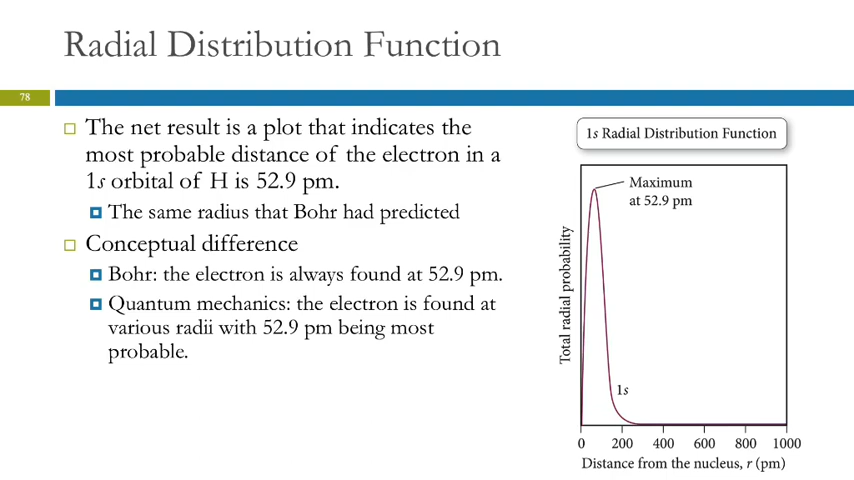 Radial Distribution Function
78
The net result is a plot that indicates the
most probable distance of the electron in a
1s orbital of H is 52.9 pm.
The same radius that Bohr had predicted
Conceptual difference
Bohr: the electron is always found at 52.9 pm.
Quantum mechanics: the electron is found at
various radii with 52.9 pm being most
probable.
1s Radial Distribution Function
Maximum
at 52.9 pm
Total radial probability
1s
0 200 400 600 800 1000
Distance from the nucleus, r (pm)